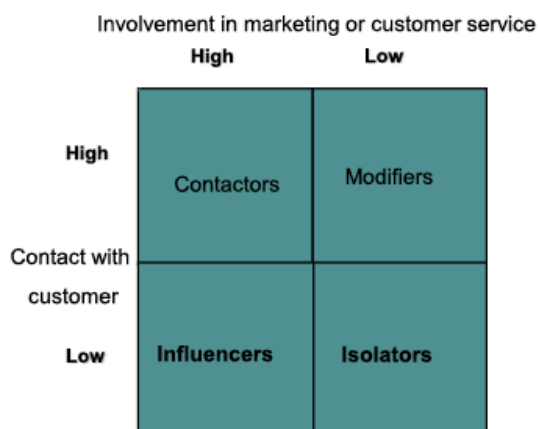 Involvement in marketing or customer service
High Low
High
Contactors Modifiers
Contact with
customer
Low Influencers Isolators